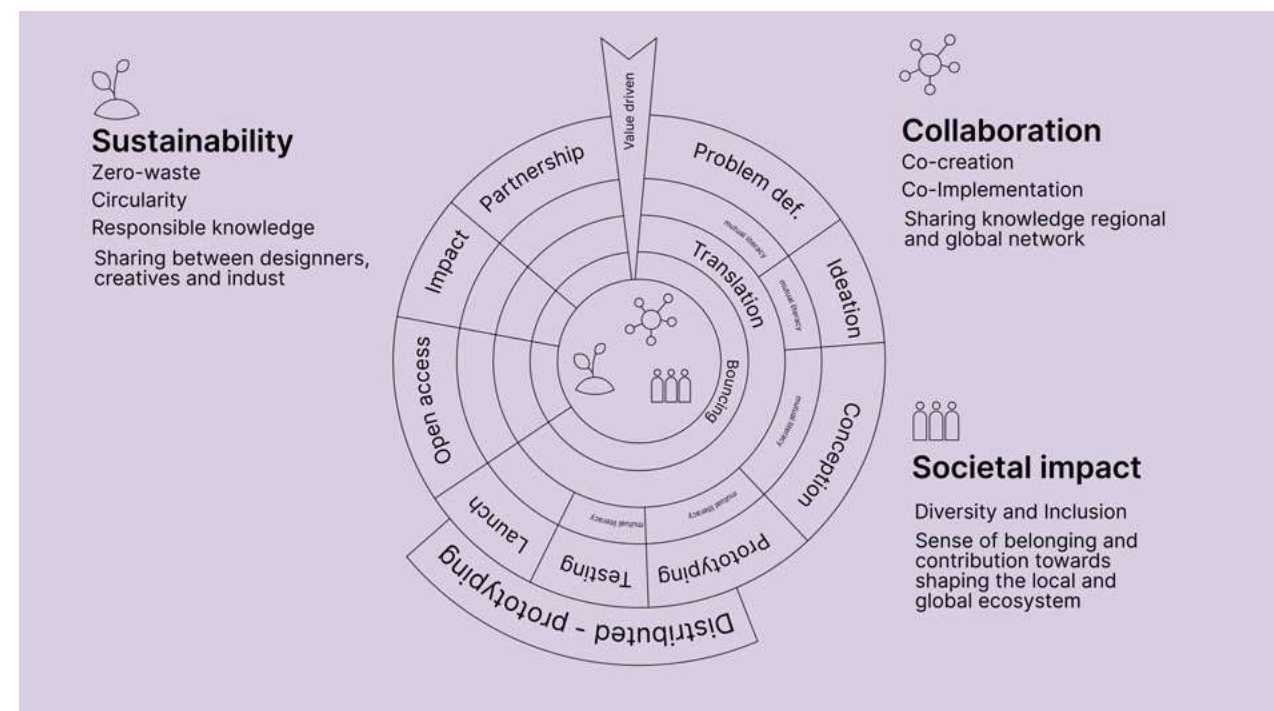 Sustainability
Zero-waste
Circularity
Responsible knowledge
Sharing between designners,
creatives and indust
Value driven
Partnership
Problem def.
Impact
mutual literacy
Translation
Ideation
mutual literacy
Open access
Bouncing
mutual literacy
Conception
mutual literacy
mutual literacy
Launch
Testing
Prototyping
Distributed - prototyping
Collaboration
Co-creation
Co-Implementation
Sharing knowledge regional
and global network
Societal impact
Diversity and Inclusion
Sense of belonging and
contribution towards
shaping the local and
global ecosystem